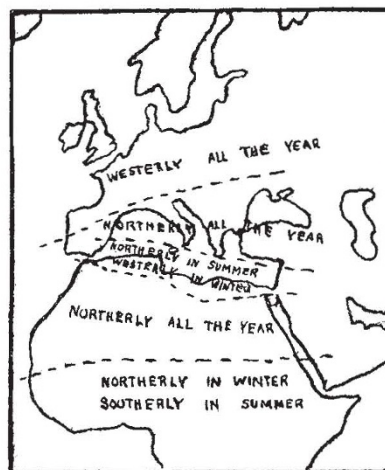 WESTERLY ALL THE YEAR
NORTHERLY ALL THE YEAR
NORTHERLY IN SUMMER
WESTERLY IN WINTER
NORTHERLY ALL THE YEAR
NORTHERLY IN WINTER
SOUTHERLY IN SUMMER